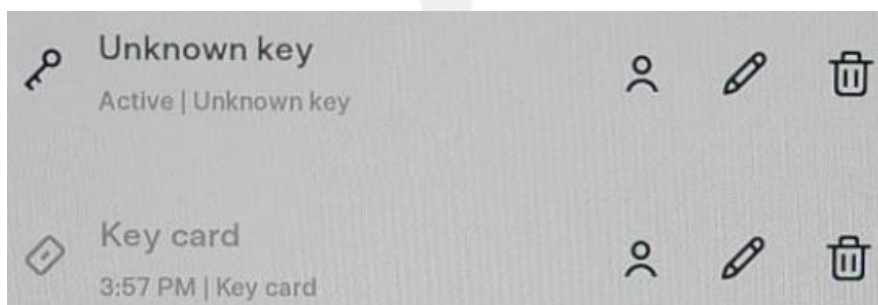 Unknown key
Active | Unknown key
Key card
3:57 PM | Key card